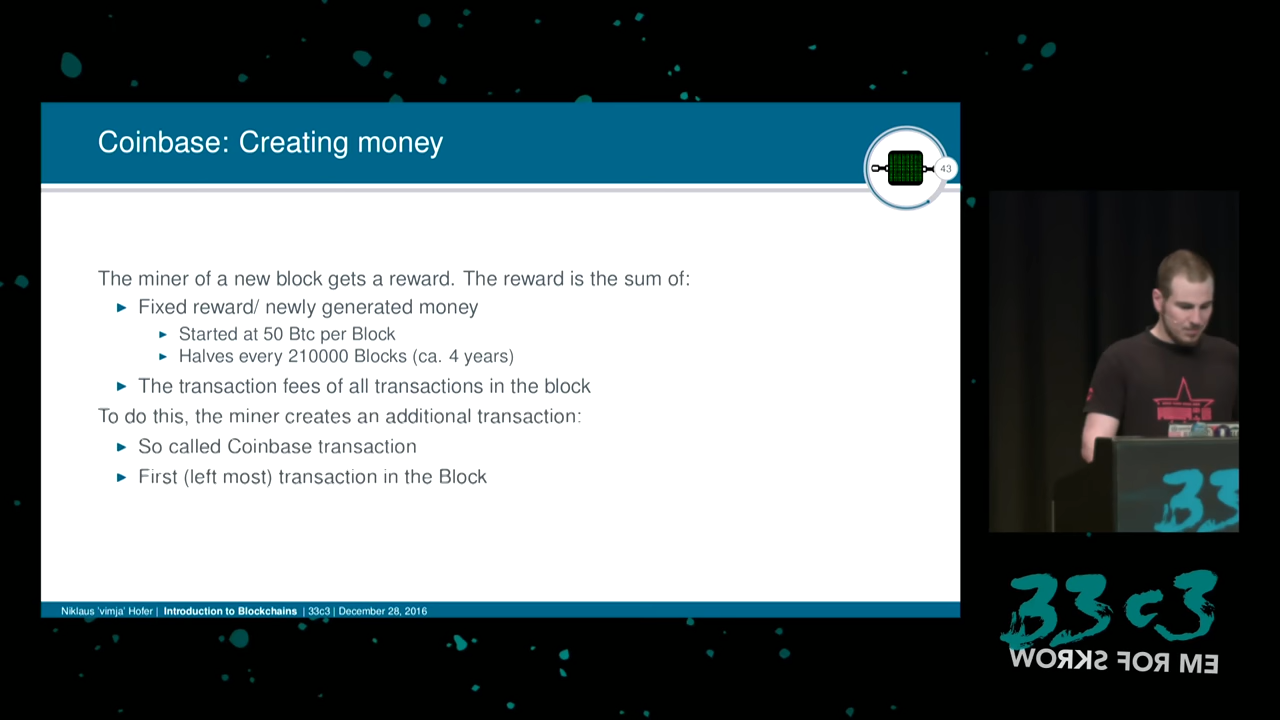 Coinbase: Creating money
43
The miner of a new block gets a reward. The reward is the sum of:
Fixed reward/ newly generated money
Started at 50 Btc per Block
Halves every 210000 Blocks (ca. 4 years)
The transaction fees of all transactions in the block
To do this, the miner creates an additional transaction:
So called Coinbase transaction
First (left most) transaction in the Block
Niklaus 'vimja' Hofer | Introduction to Blockchains | 33c3 | December 28, 2016
33
33c3
WORKS FOR ME